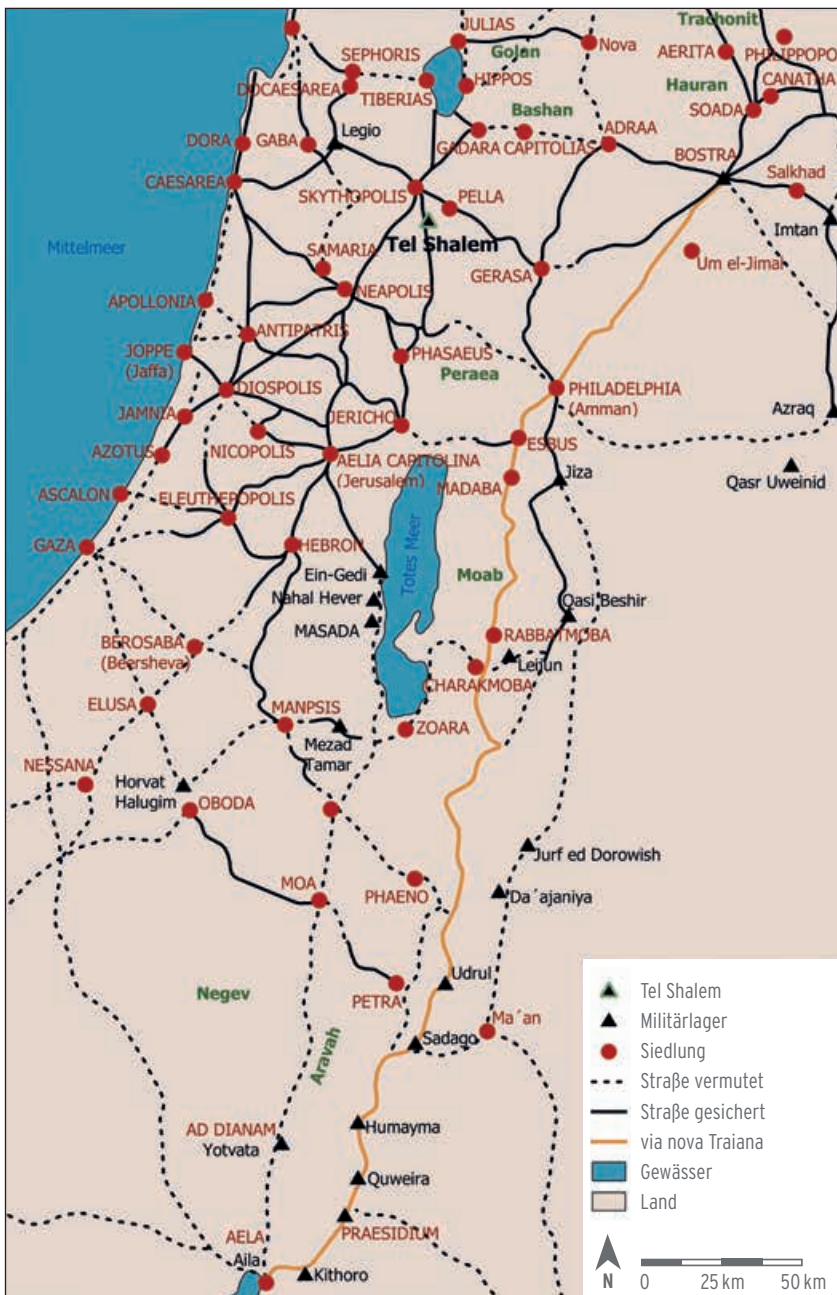 Trachonit
JULIAS
Golan
Nova
AERITA
PHILIPPOPO
SEPHORIS
DOCAESAREA
TIBERIAS
HIPPOS
Hauran
CANATHA
SOADA
Bashan
DORA
GABA
Legio
GADARA
CAPITOLIAS
ADRAA
BOSTRA
CAESAREA
SKYTHOPOLIS
PELLA
Salkhad
Imtan
Mittelmeer
Tel Shalem
SAMARIA
GERASA
Um el-Jimal
NEAPOLIS
APOLLONIA
ANTIPATRIS
JOPPE
(Jaffa)
PHASAEUS
Peraea
DIOSPOLIS
PHILADELPHIA
(Amman)
JAMNIA
JERICHO
Azraq
AZOTUS
NICOPOLIS
AELIA CAPITOLINA
(Jerusalem)
ESBUS
MADABA
Jiza
Qasr Uweinid
ASCALON
ELEUTHEPOLIS
GAZA
HEBRON
Totes Meer
Ein-Gedi
Moab
Nahal Hever
Qasi Beshir
MASADA
BEROSABA
(Beersheva)
RABBATMOBA
Leijun
CHARAKMOBA
ELUSA
MANPSIS
Mezad
Tamar
ZOARA
NESSANA
Horvat
Halugim
OBODA
Jurf ed Dorowish
MOA
PHAENO
Da´ajaniya
Negev
PETRA
Udrul
Ma´an
Sadaqo
Aravah
AD DIANAM
Yotvata
Humayma
Quweira
AELA
Aila
PRAESIDIUM
Kithoro
Tel Shalem
Militärlager
Siedlung
Straße vermutet
Straße gesichert
via nova Traiana
Gewässer
Land
N
0 25 km 50 km